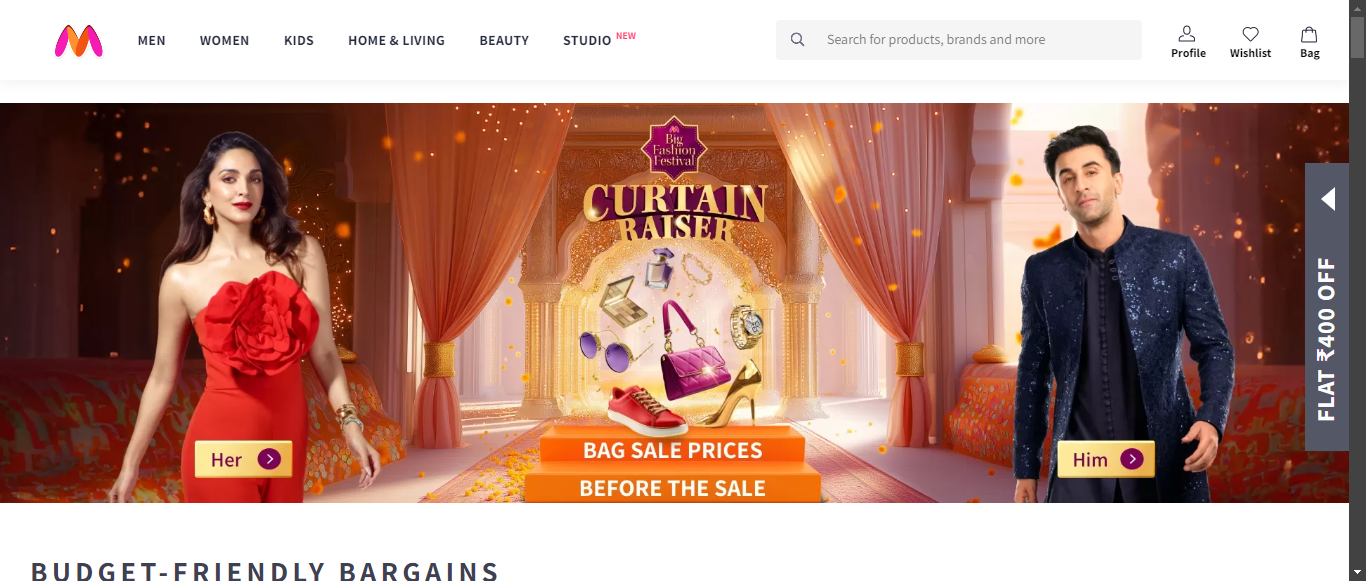 MEN WOMEN KIDS HOME & LIVING BEAUTY STUDIO NEW
Search for products, brands and more
Profile Wishlist Bag
Big
Fashion
Festival
CURTAIN
RAISER
FLAT ₹400 OFF
Her
Him
BAG SALE PRICES
BEFORE THE SALE
BUDGET-FRIENDLY BARGAINS